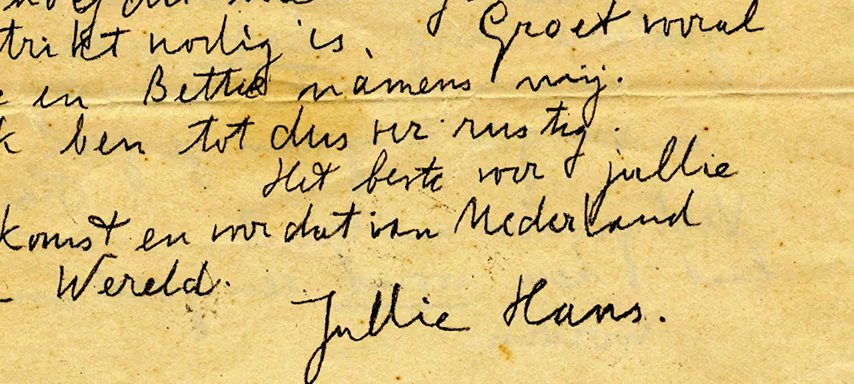 trikt nodig is. Groet vooral
e en Bettie namens mij.
k ben tot dus ver rustig.
Het beste voor jullie
komst en voor dat van Nederland
Wereld.
Jullie Hans.